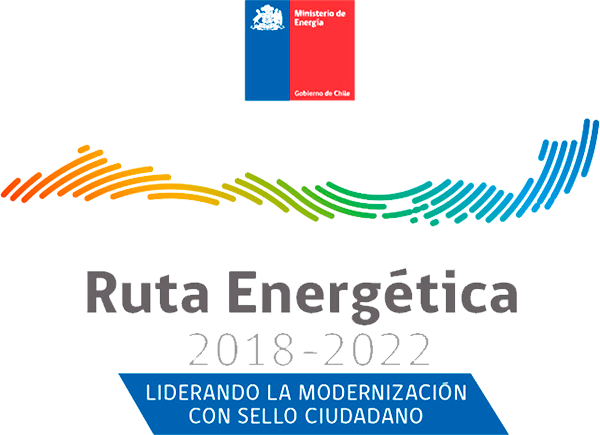 Ministerio de
Energía
Gobierno de Chile
Ruta Energética
2018-2022
LIDERANDO LA MODERNIZACIÓN
CON SELLO CIUDADANO